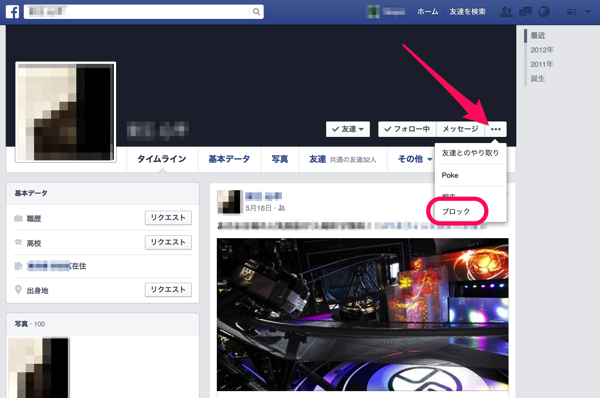 ホーム
友達を検索
最近
2012年
2011年
誕生
友達
フォロー中
メッセージ
友達とのやり取り
Poke
ブロック
タイムライン
基本データ
写真
友達 共通の友達32人
その他
基本データ
職歴 リクエスト
高校 リクエスト
在住
出身地 リクエスト
写真 · 100
5月16日